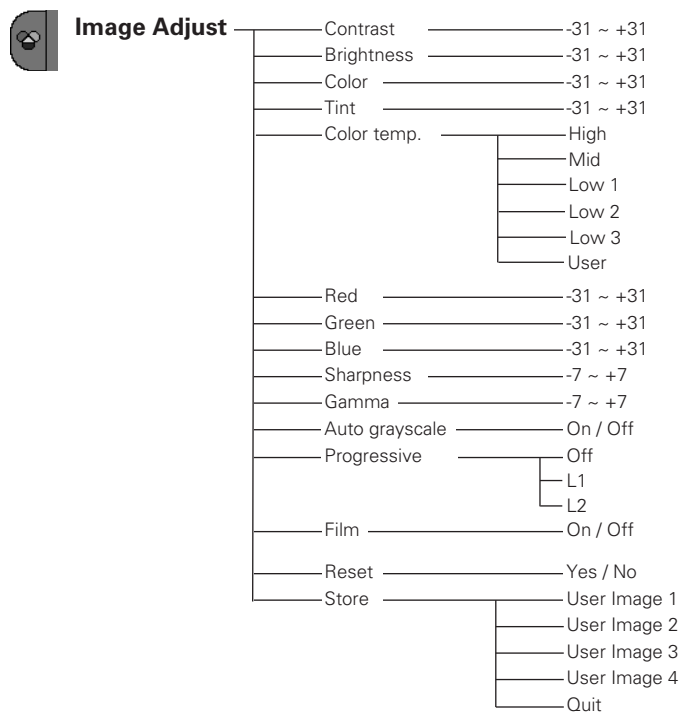 Image Adjust
Contrast -31 ~ +31
Brightness -31 ~ +31
Color -31 ~ +31
Tint -31 ~ +31
Color temp. High
Mid
Low 1
Low 2
Low 3
User
Red -31 ~ +31
Green -31 ~ +31
Blue -31 ~ +31
Sharpness -7 ~ +7
Gamma -7 ~ +7
Auto grayscale On / Off
Progressive Off
L1
L2
Film On / Off
Reset Yes / No
Store User Image 1
User Image 2
User Image 3
User Image 4
Quit